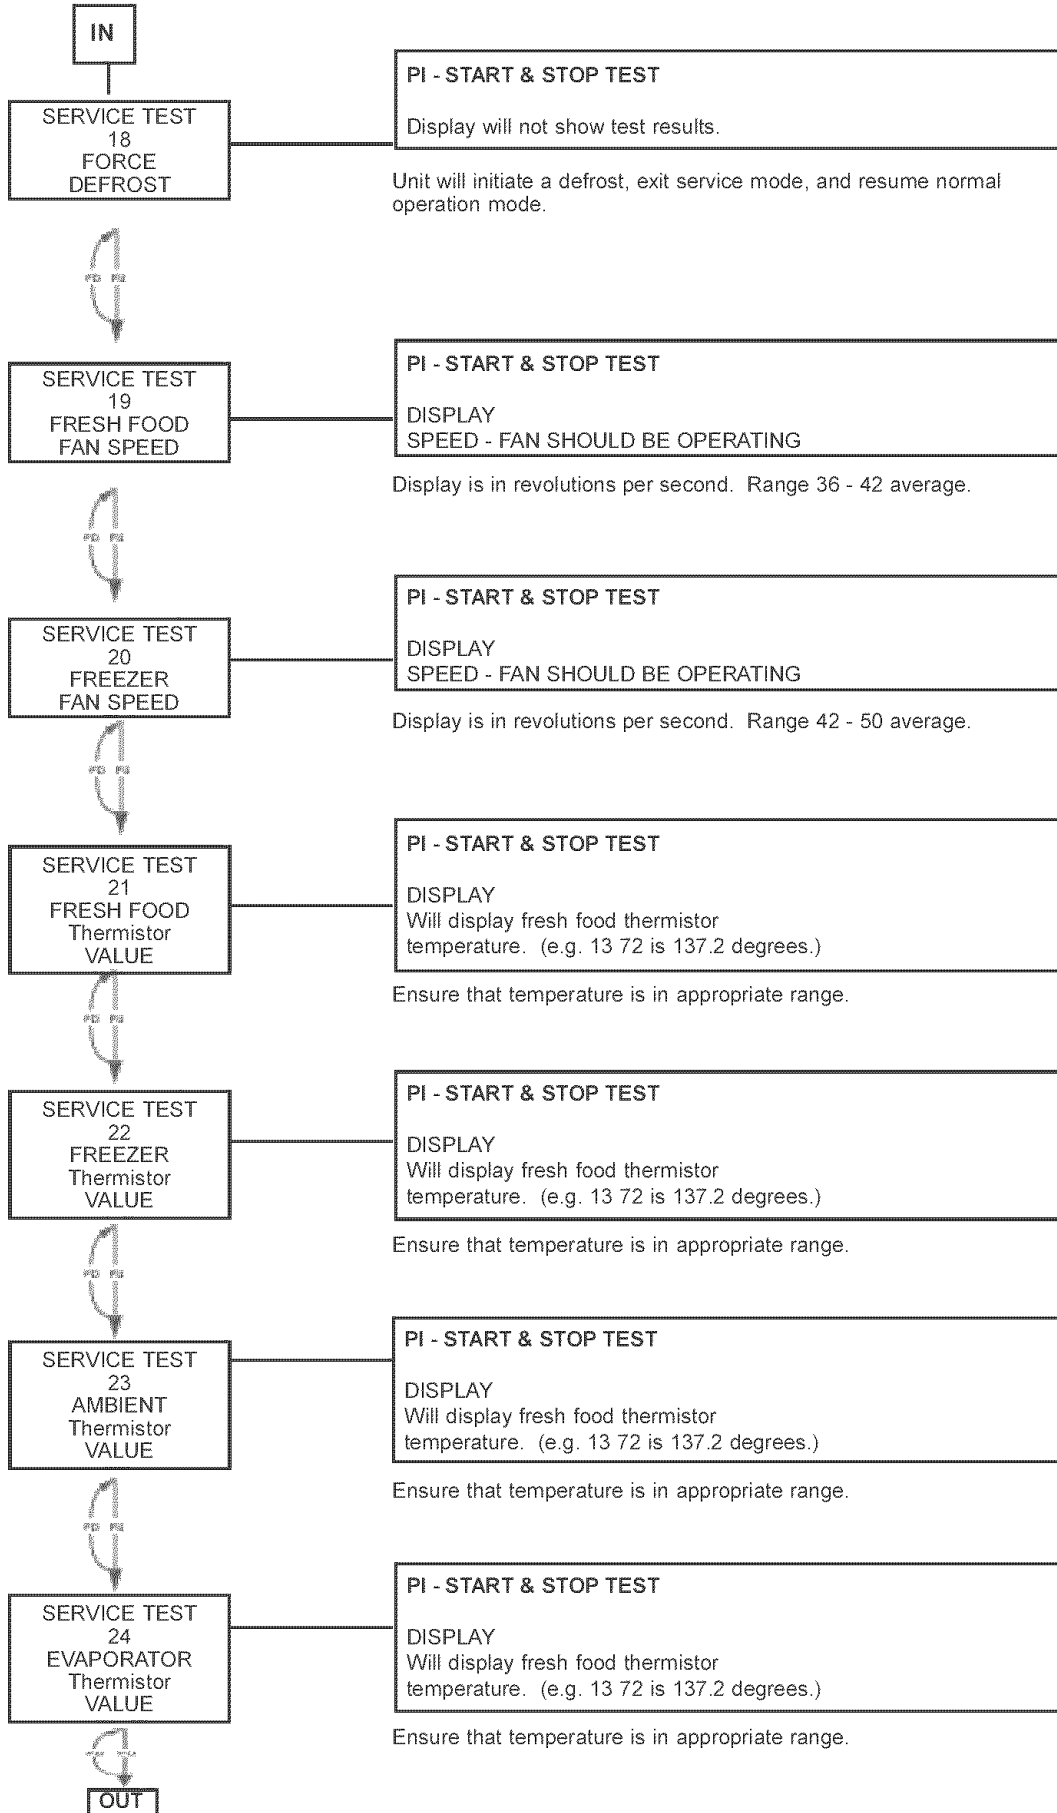 IN
SERVICE TEST
18
FORCE
DEFROST
PI - START & STOP TEST
Display will not show test results.
Unit will initiate a defrost, exit service mode, and resume normal
operation mode.
SERVICE TEST
19
FRESH FOOD
FAN SPEED
PI - START & STOP TEST
DISPLAY
SPEED - FAN SHOULD BE OPERATING
Display is in revolutions per second. Range 36 - 42 average.
SERVICE TEST
20
FREEZER
FAN SPEED
PI - START & STOP TEST
DISPLAY
SPEED - FAN SHOULD BE OPERATING
Display is in revolutions per second. Range 42 - 50 average.
SERVICE TEST
21
FRESH FOOD
Thermistor
VALUE
PI - START & STOP TEST
DISPLAY
Will display fresh food thermistor
temperature. (e.g. 13 72 is 137.2 degrees.)
Ensure that temperature is in appropriate range.
SERVICE TEST
22
FREEZER
Thermistor
VALUE
PI - START & STOP TEST
DISPLAY
Will display fresh food thermistor
temperature. (e.g. 13 72 is 137.2 degrees.)
Ensure that temperature is in appropriate range.
SERVICE TEST
23
AMBIENT
Thermistor
VALUE
PI - START & STOP TEST
DISPLAY
Will display fresh food thermistor
temperature. (e.g. 13 72 is 137.2 degrees.)
Ensure that temperature is in appropriate range.
SERVICE TEST
24
EVAPORATOR
Thermistor
VALUE
PI - START & STOP TEST
DISPLAY
Will display fresh food thermistor
temperature. (e.g. 13 72 is 137.2 degrees.)
Ensure that temperature is in appropriate range.
OUT